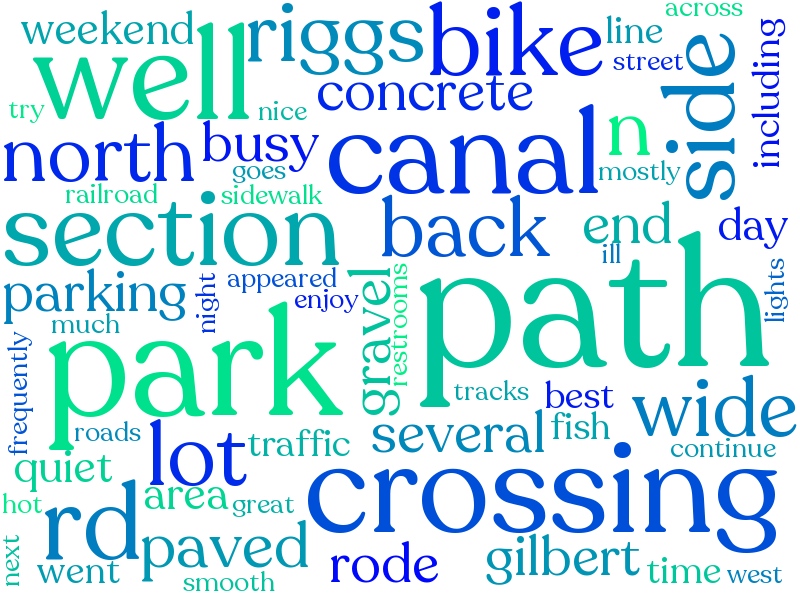 across
weekend
riggs
bike
line
well
including
street
side
concrete
try
nice
canal
n
north
busy
goes
mostly
railroad
sidewalk
section
back
end
day
ill
path
parking
appeared
night
enjoy
gravel
restrooms
lights
much
park
frequently
tracks
best
wide
roads
lot
traffic
several
fish
continue
quiet
crossing
hot
rd
area
great
next
went
paved
rode
gilbert
time
west
smooth